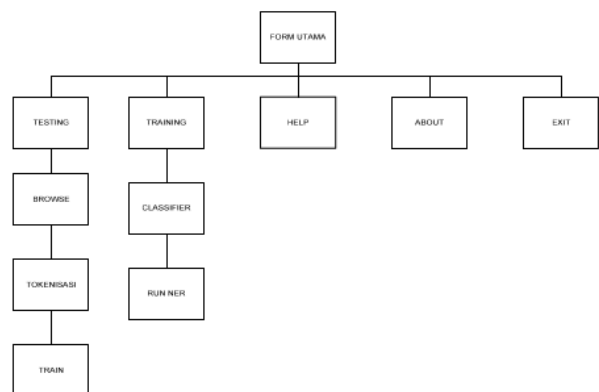 FORM UTAMA
TESTING
TRAINING
HELP
ABOUT
EXIT
BROWSE
CLASSIFIER
TOKENISASI
RUN NER
TRAIN